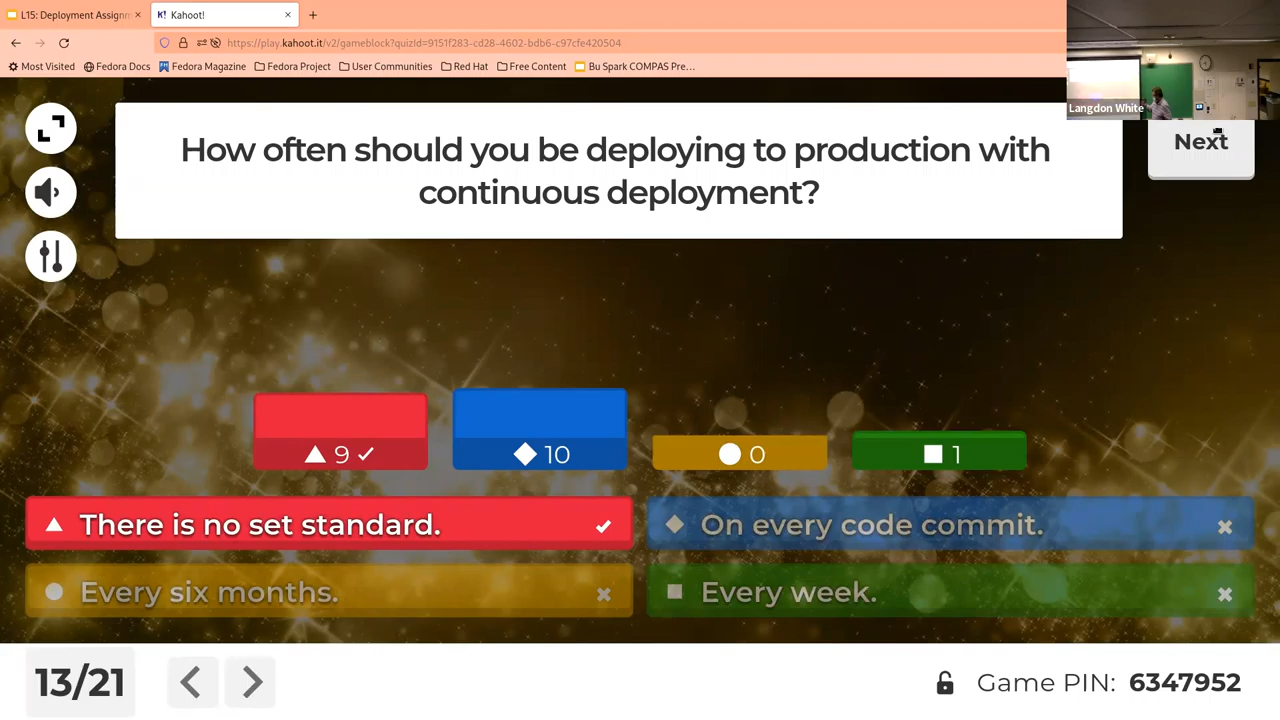 L15: Deployment Assignm
K! Kahoot!
https://play.kahoot.it/v2/gameblock?quizId=9151f283-cd28-4602-bdb6-c97cfe420504
Most Visited
Fedora Docs
Fedora Magazine
Fedora Project
User Communities
Red Hat
Free Content
Bu Spark COMPAS Pre…
Langdon White
How often should you be deploying to production with
continuous deployment?
Next
9
10
0
1
There is no set standard.
On every code commit.
Every six months.
Every week.
13/21
Game PIN: 6347952